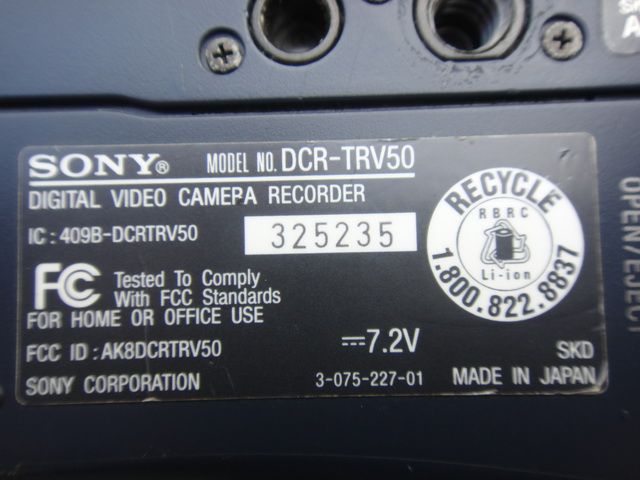 SONY® MODEL NO. DCR-TRV50
DIGITAL VIDEO CAMERA RECORDER
IC : 409B-DCRTRV50
325235
FC Tested To Comply
With FCC Standards
FOR HOME OR OFFICE USE
FCC ID : AK8DCRTRV50
7.2V
SONY CORPORATION
3-075-227-01
SKD
MADE IN JAPAN
RECYCLE
RBRC
Li-ion
1.800.822.8837
OPEN/EJECT